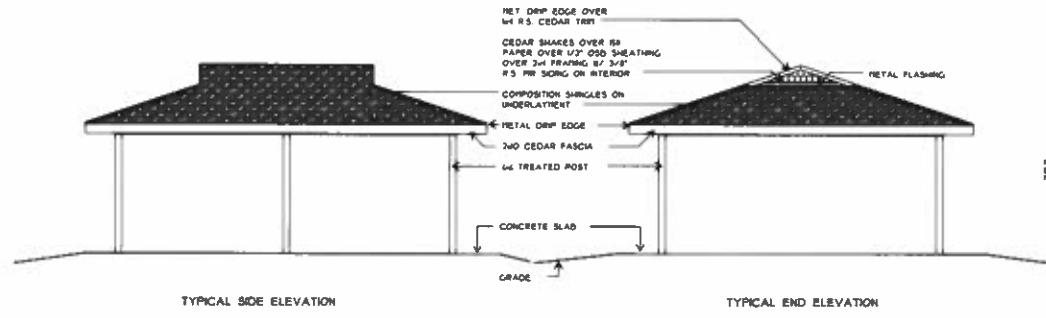 MET DRIP EDGE OVER
1x4 R.S. CEDAR TRIM
CEDAR SHAKES OVER 15#
PAPER OVER 1/2" OSB SHEATHING
OVER 2x4 FRAMING W/ 3/8"
R.S. FIR SIDING ON INTERIOR
METAL FLASHING
COMPOSITION SHINGLES ON
UNDERLAYMENT
METAL DRIP EDGE
2x10 CEDAR FASCIA
6x6 TREATED POST
CONCRETE SLAB
GRADE
TYPICAL SIDE ELEVATION
TYPICAL END ELEVATION